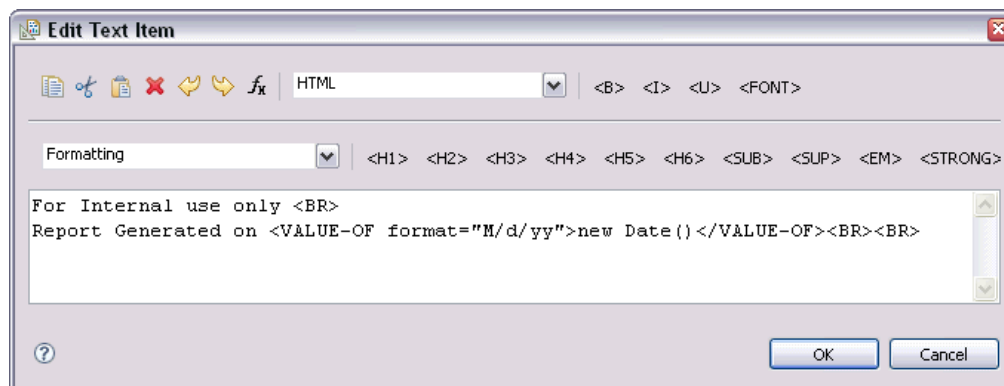 Edit Text Item
fx HTML <B> <I> <U> <FONT>
Formatting <H1> <H2> <H3> <H4> <H5> <H6> <SUB> <SUP> <EM> <STRONG>
For Internal use only <BR>
Report Generated on <VALUE-OF format="M/d/yy">new Date()</VALUE-OF><BR><BR>
? OK Cancel